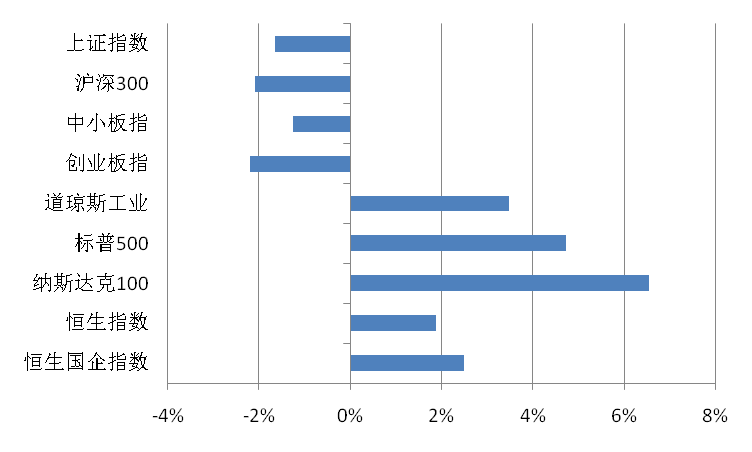 上证指数
沪深300
中小板指
创业板指
道琼斯工业
标普500
纳斯达克100
恒生指数
恒生国企指数
-4% -2% 0% 2% 4% 6% 8%